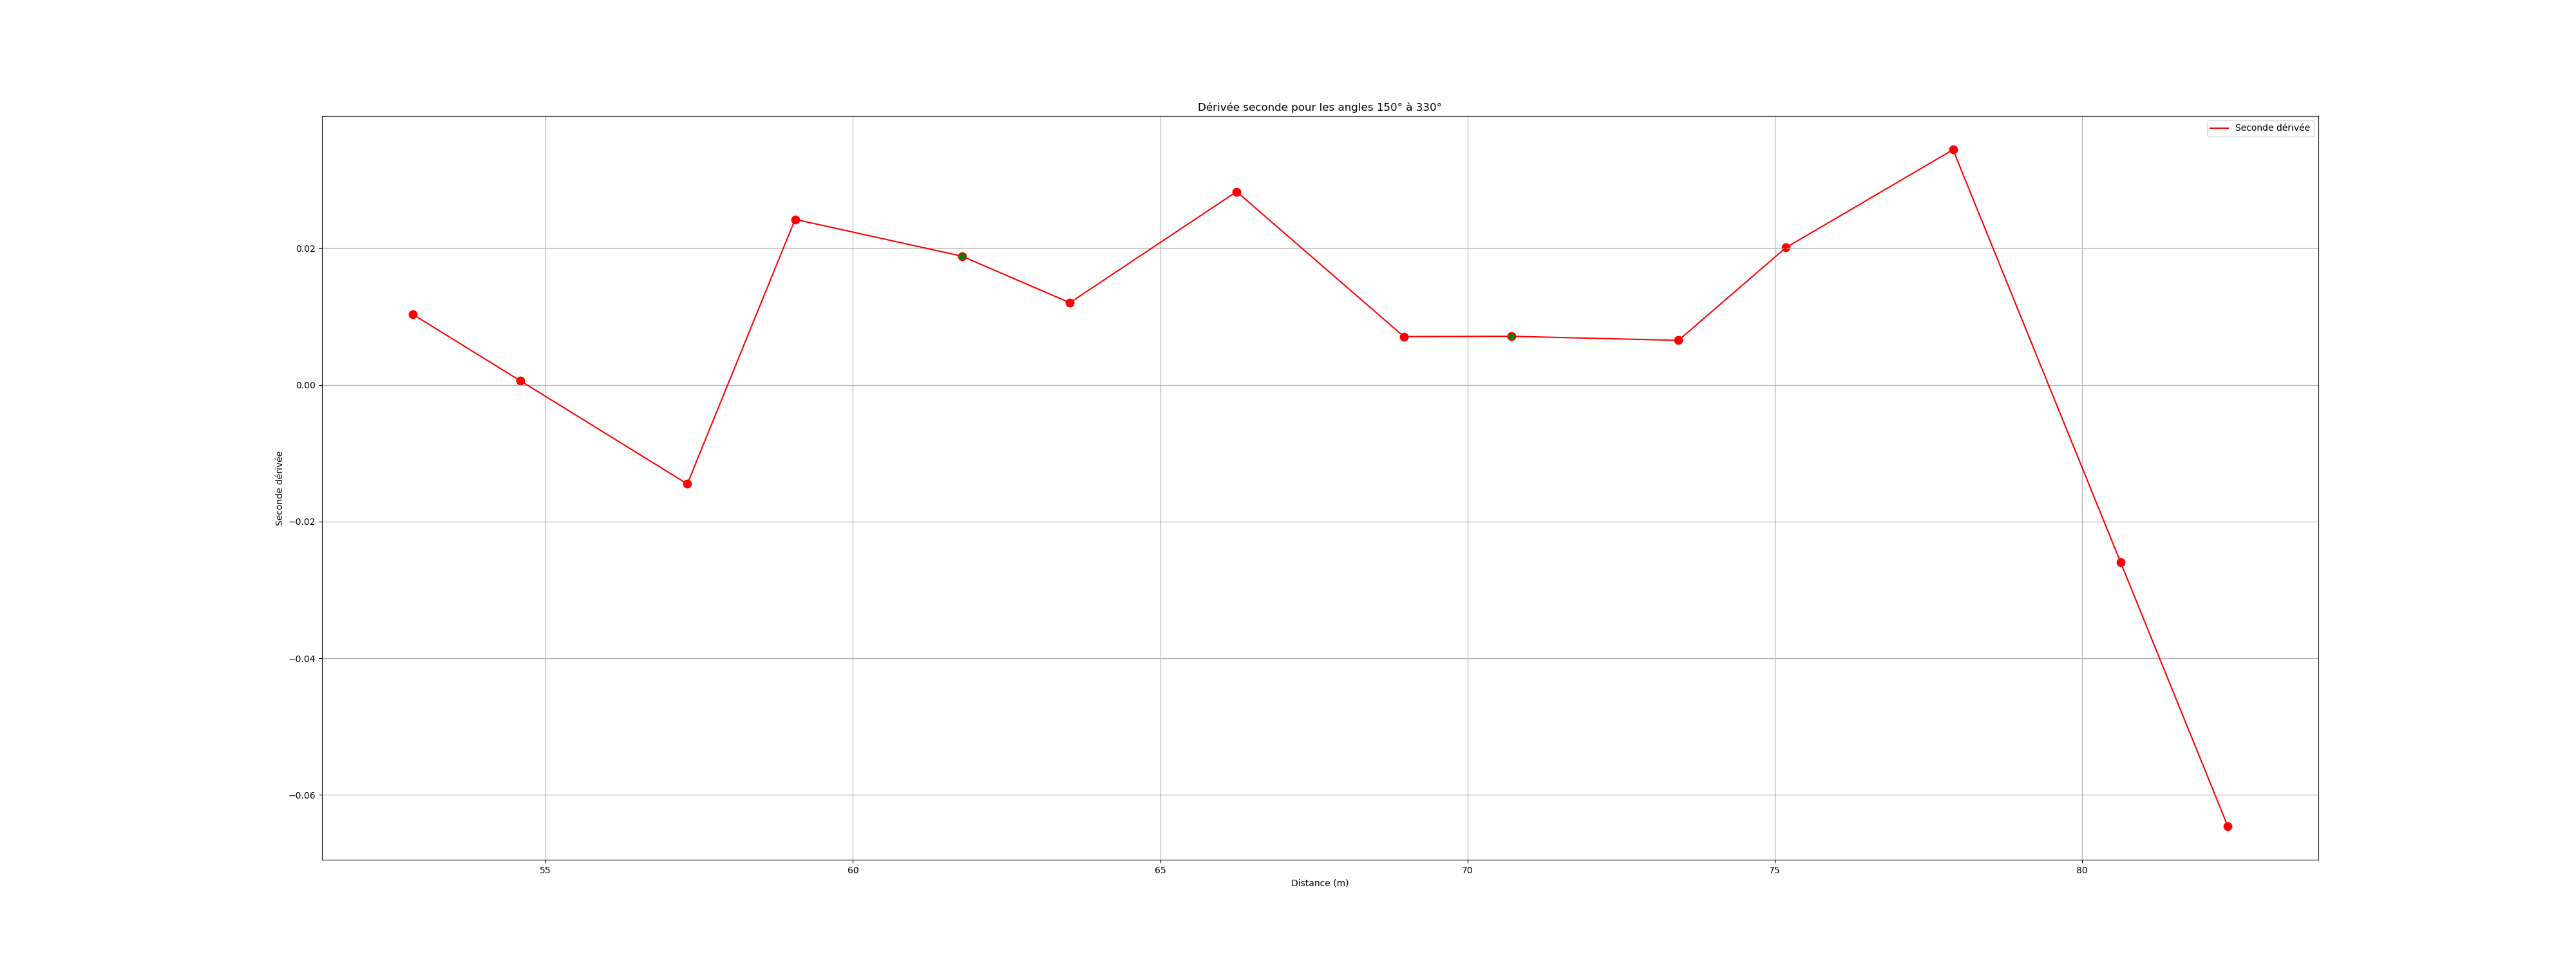 Dérivée seconde pour les angles 150° à 330°
Seconde dérivée
0.02
0.00
−0.02
−0.04
−0.06
Seconde dérivée
55
60
65
70
75
80
Distance (m)